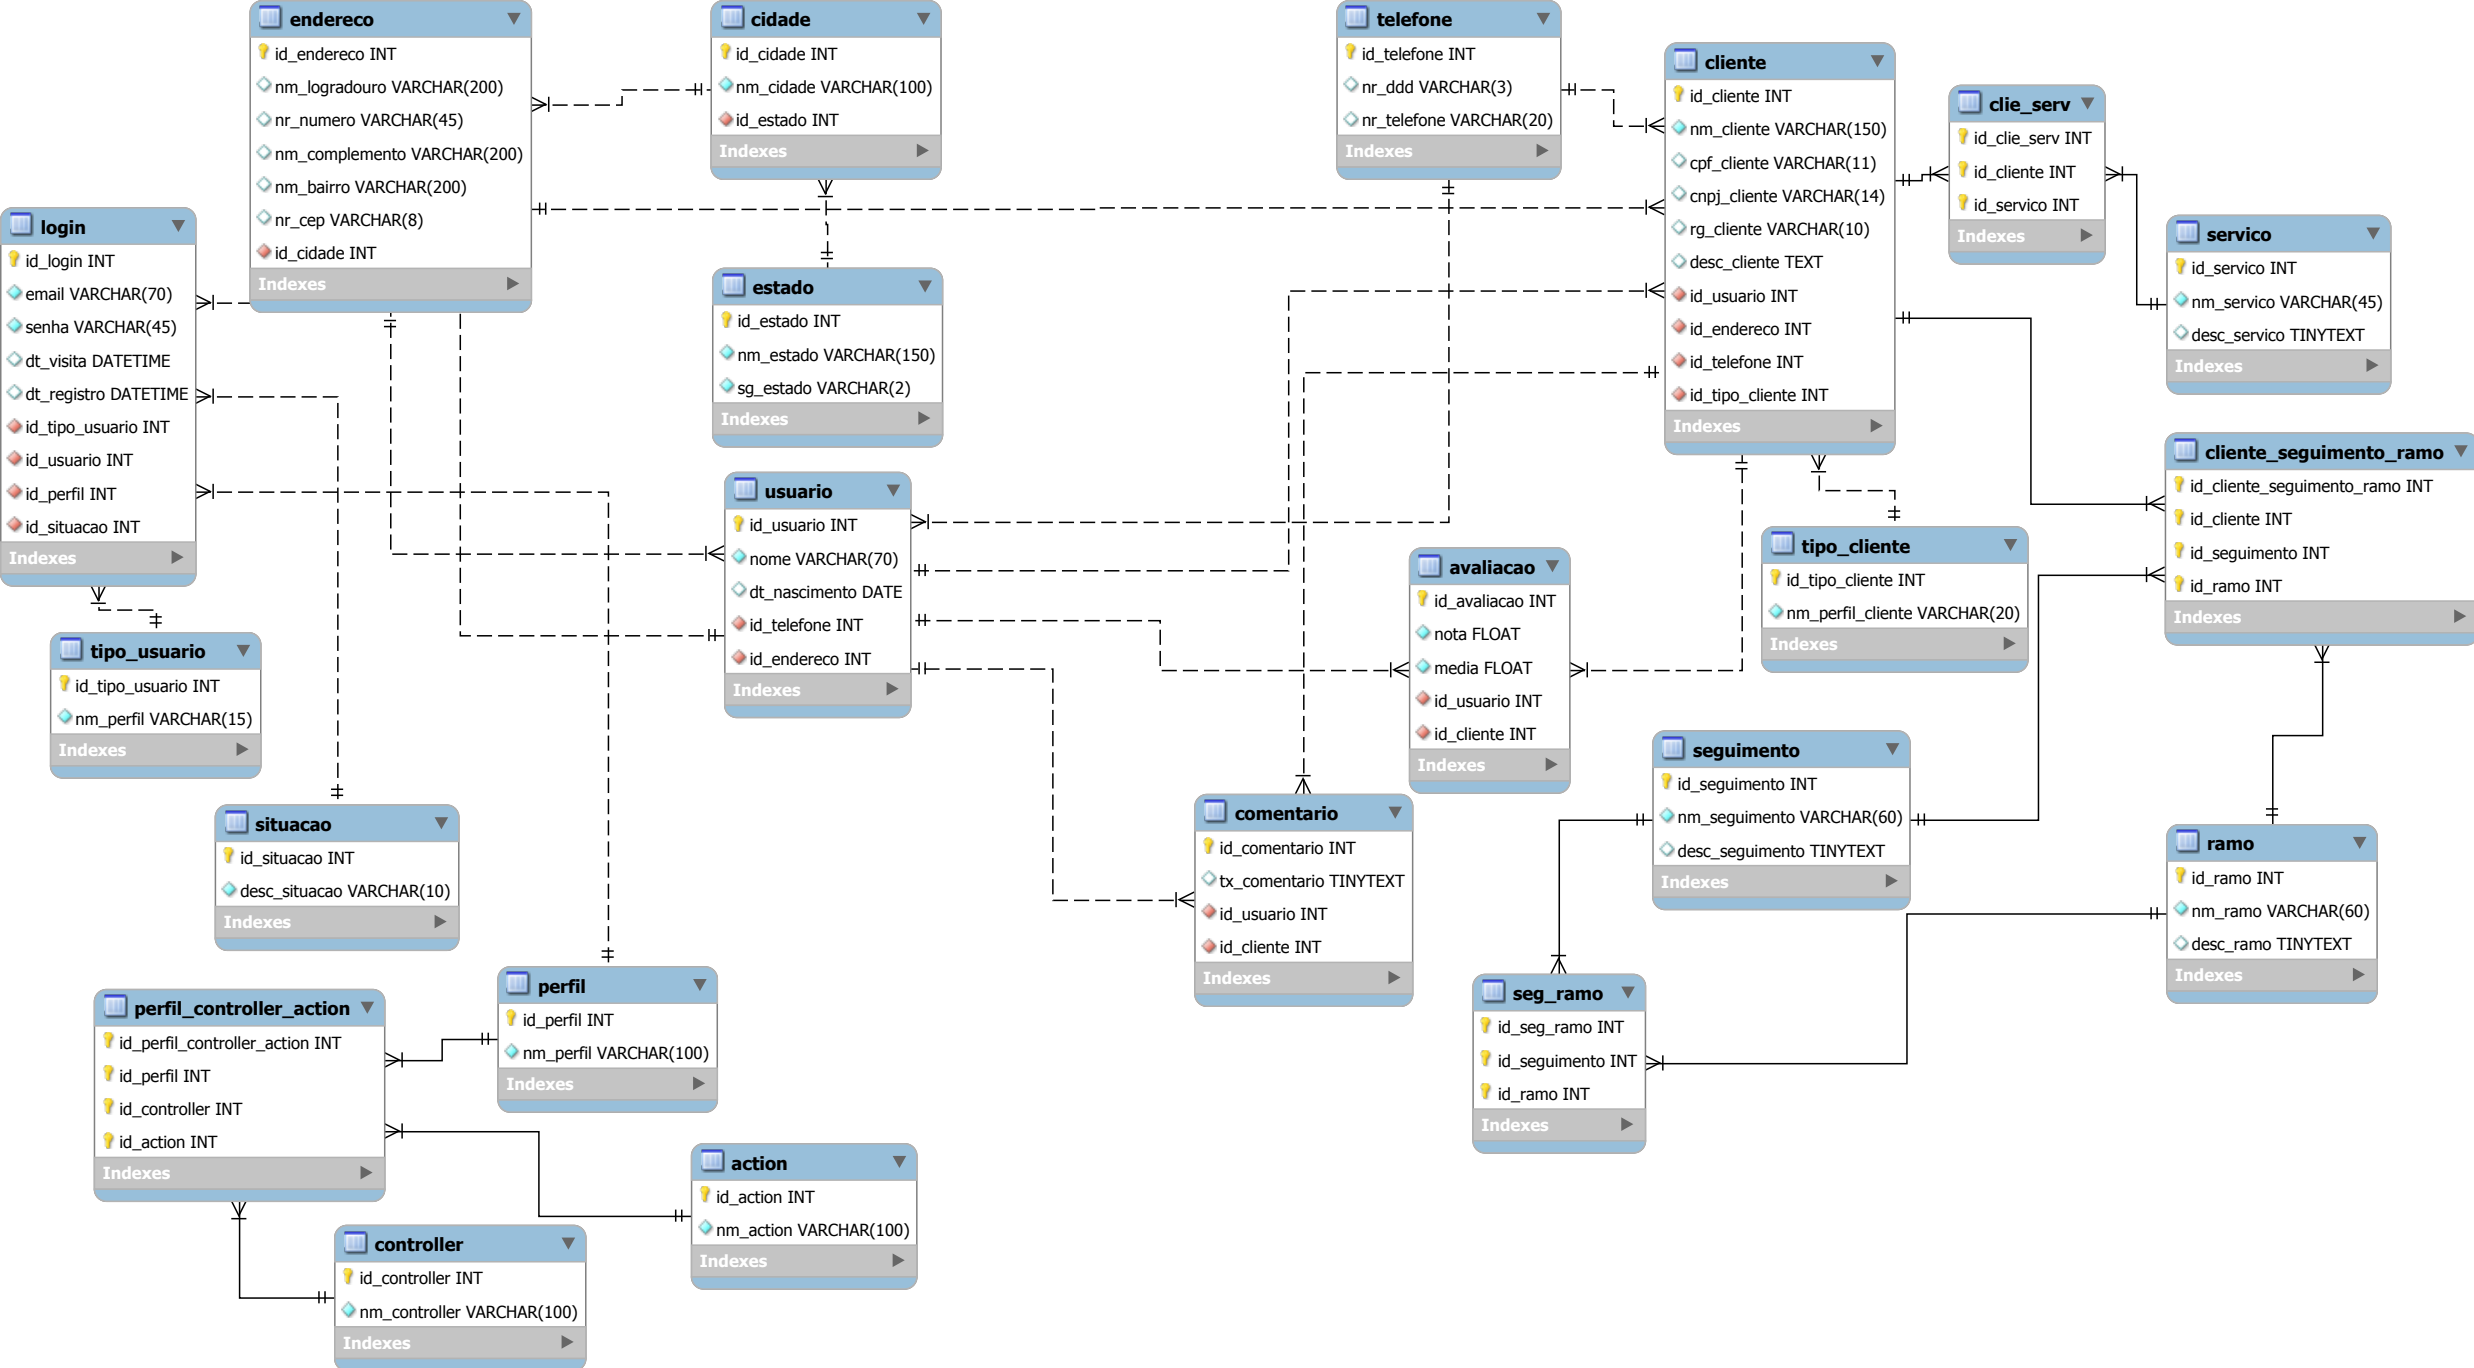 endereco
id_endereco INT
nm_logradouro VARCHAR(200)
nr_numero VARCHAR(45)
nm_complemento VARCHAR(200)
nm_bairro VARCHAR(200)
nr_cep VARCHAR(8)
id_cidade INT
Indexes
cidade
id_cidade INT
nm_cidade VARCHAR(100)
id_estado INT
Indexes
telefone
id_telefone INT
nr_ddd VARCHAR(3)
nr_telefone VARCHAR(20)
Indexes
cliente
id_cliente INT
nm_cliente VARCHAR(150)
cpf_cliente VARCHAR(11)
cnpj_cliente VARCHAR(14)
rg_cliente VARCHAR(10)
desc_cliente TEXT
id_usuario INT
id_endereco INT
id_telefone INT
id_tipo_cliente INT
Indexes
clie_serv
id_clie_serv INT
id_cliente INT
id_servico INT
Indexes
servico
id_servico INT
nm_servico VARCHAR(45)
desc_servico TINYTEXT
Indexes
login
id_login INT
email VARCHAR(70)
senha VARCHAR(45)
dt_visita DATETIME
dt_registro DATETIME
id_tipo_usuario INT
id_usuario INT
id_perfil INT
id_situacao INT
Indexes
estado
id_estado INT
nm_estado VARCHAR(150)
sg_estado VARCHAR(2)
Indexes
usuario
id_usuario INT
nome VARCHAR(70)
dt_nascimento DATE
id_telefone INT
id_endereco INT
Indexes
cliente_seguimento_ramo
id_cliente_seguimento_ramo INT
id_cliente INT
id_seguimento INT
id_ramo INT
Indexes
tipo_cliente
id_tipo_cliente INT
nm_perfil_cliente VARCHAR(20)
Indexes
avaliacao
id_avaliacao INT
nota FLOAT
media FLOAT
id_usuario INT
id_cliente INT
Indexes
tipo_usuario
id_tipo_usuario INT
nm_perfil VARCHAR(15)
Indexes
situacao
id_situacao INT
desc_situacao VARCHAR(10)
Indexes
comentario
id_comentario INT
tx_comentario TINYTEXT
id_usuario INT
id_cliente INT
Indexes
seguimento
id_seguimento INT
nm_seguimento VARCHAR(60)
desc_seguimento TINYTEXT
Indexes
ramo
id_ramo INT
nm_ramo VARCHAR(60)
desc_ramo TINYTEXT
Indexes
seg_ramo
id_seg_ramo INT
id_seguimento INT
id_ramo INT
Indexes
perfil
id_perfil INT
nm_perfil VARCHAR(100)
Indexes
perfil_controller_action
id_perfil_controller_action INT
id_perfil INT
id_controller INT
id_action INT
Indexes
action
id_action INT
nm_action VARCHAR(100)
Indexes
controller
id_controller INT
nm_controller VARCHAR(100)
Indexes